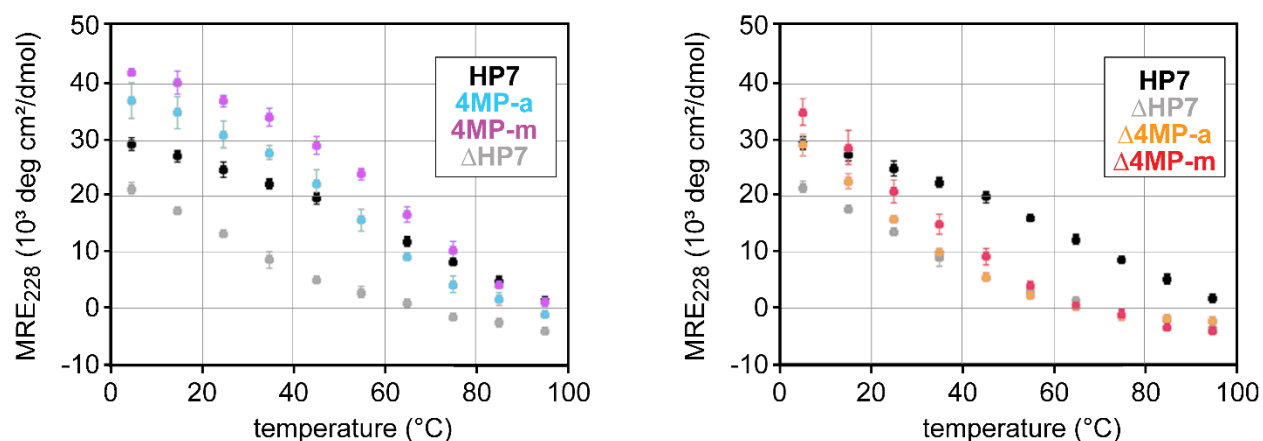 50
40
30
20
10
0
-10
MRE₂₂₈ (10³ deg cm²/dmol)
HP7
4MP-a
4MP-m
ΔHP7
0 20 40 60 80 100
temperature (°C)
50
40
30
20
10
0
-10
MRE₂₂₈ (10³ deg cm²/dmol)
HP7
ΔHP7
Δ4MP-a
Δ4MP-m
0 20 40 60 80 100
temperature (°C)